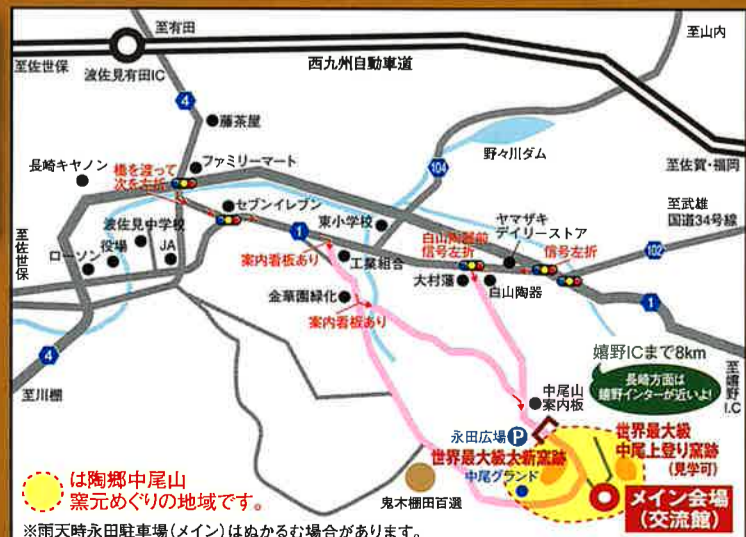 至有田
至山内
至佐世保
波佐見有田IC
西九州自動車道
4
藤茶屋
野々川ダム
至佐賀・福岡
長崎キヤノン
橋を渡って
次を左折
ファミリーマート
104
セブンイレブン
至武雄
国道34号線
至佐世保
波佐見中学校
役場
ローソン
JA
1
東小学校
白山陶器前
信号左折
ヤマザキ
デイリーストア
信号左折
102
案内看板あり
工業組合
大村藩
白山陶器
金華園緑化
案内看板あり
1
4
至川棚
嬉野ICまで8km
長崎方面は
嬉野インターが近いよ!
至嬉野I.C
中尾山
案内板
永田広場 P
世界最大級大新窯跡
中尾グランド
世界最大級
中尾上登り窯跡
(見学可)
鬼木棚田百選
メイン会場
(交流館)
は陶郷中尾山
窯元めぐりの地域です。
※雨天時永田駐車場(メイン)はぬかるむ場合があります。